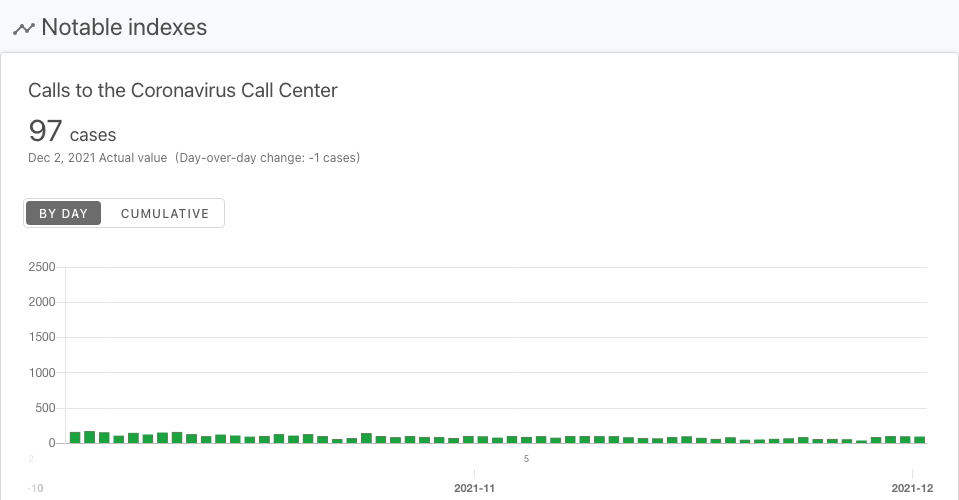 Notable indexes
Calls to the Coronavirus Call Center
97 cases
Dec 2, 2021 Actual value (Day-over-day change: -1 cases)
BY DAY CUMULATIVE
2500
2000
1500
1000
500
0
2 5
-10 2021-11 2021-12